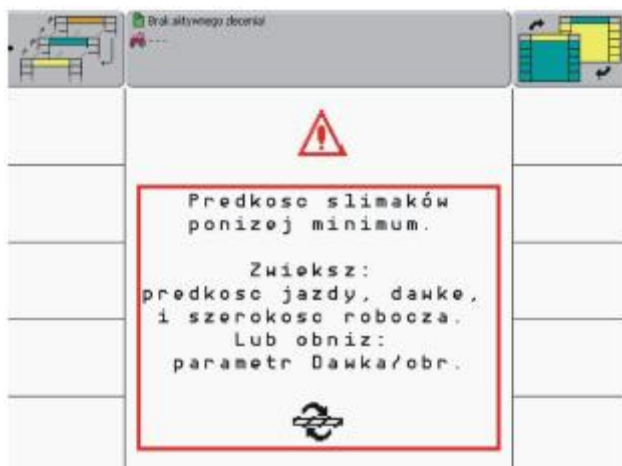 Brak aktywnego zlecenia!
----
Predkosc slimaków
ponizej minimum.
Zwieksz:
predkosc jazdy, dawke,
i szerokosc robocza.
Lub obniz:
parametr Dawka/obr.